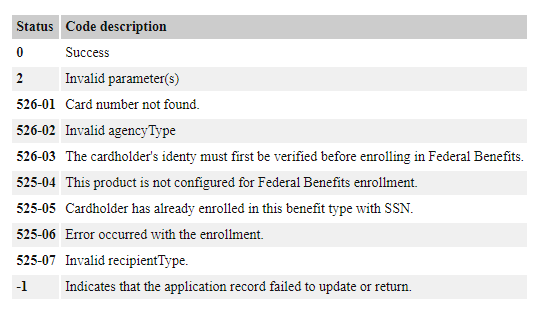 Status Code description
0 Success
2 Invalid parameter(s)
526-01 Card number not found.
526-02 Invalid agencyType
526-03 The cardholder's identy must first be verified before enrolling in Federal Benefits.
525-04 This product is not configured for Federal Benefits enrollment.
525-05 Cardholder has already enrolled in this benefit type with SSN.
525-06 Error occurred with the enrollment.
525-07 Invalid recipientType.
-1 Indicates that the application record failed to update or return.